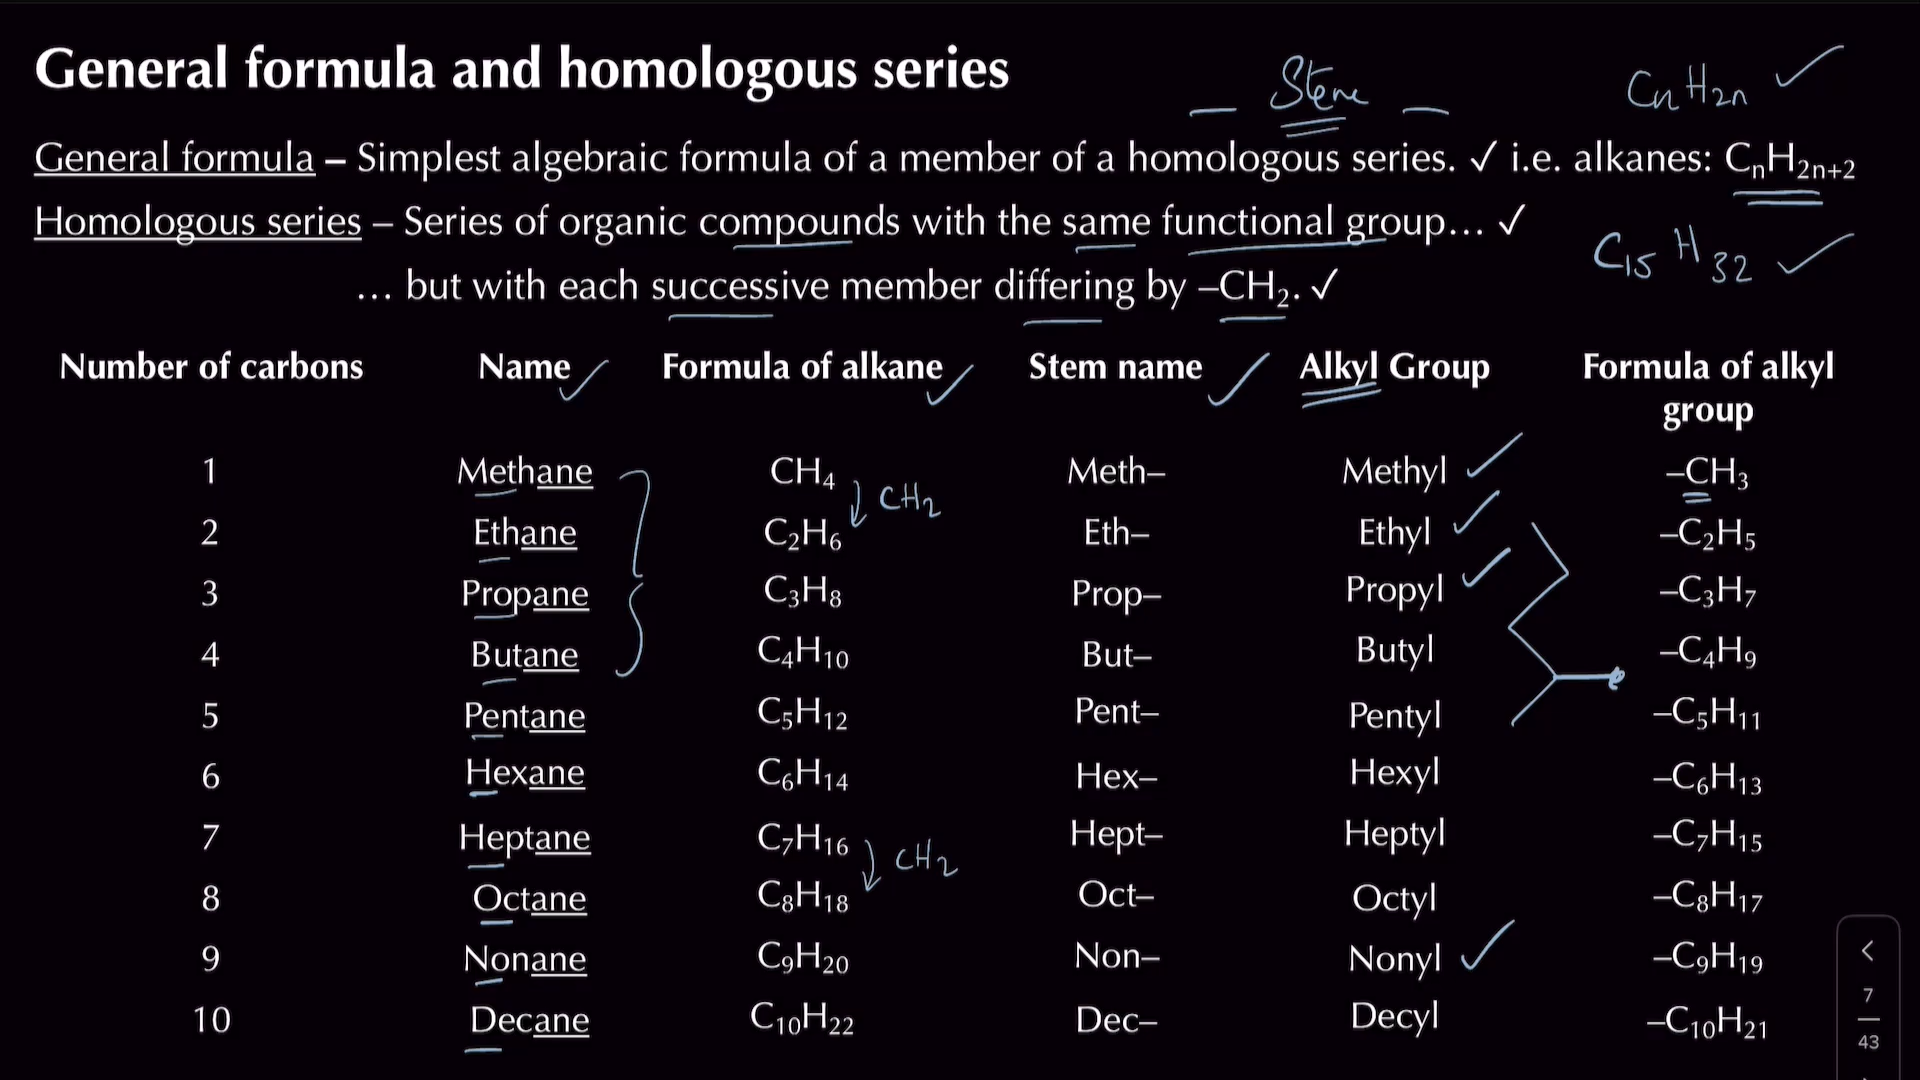 General formula and homologous series
Stem
CnH2n ✓
General formula – Simplest algebraic formula of a member of a homologous series. ✓ i.e. alkanes: CₙH₂ₙ₊₂
Homologous series – Series of organic compounds with the same functional group... ✓
C15 H32 ✓
... but with each successive member differing by –CH₂. ✓
Number of carbons Name ✓ Formula of alkane ✓ Stem name ✓ Alkyl Group Formula of alkyl
group
1 Methane CH₄ Meth– Methyl ✓ –CH₃
CH2
2 Ethane C₂H₆ Eth– Ethyl ✓ –C₂H₅
3 Propane C₃H₈ Prop– Propyl ✓ –C₃H₇
4 Butane C₄H₁₀ But– Butyl –C₄H₉
5 Pentane C₅H₁₂ Pent– Pentyl –C₅H₁₁
6 Hexane C₆H₁₄ Hex– Hexyl –C₆H₁₃
7 Heptane C₇H₁₆ Hept– Heptyl –C₇H₁₅
CH2
8 Octane C₈H₁₈ Oct– Octyl –C₈H₁₇
9 Nonane C₉H₂₀ Non– Nonyl ✓ –C₉H₁₉
10 Decane C₁₀H₂₂ Dec– Decyl –C₁₀H₂₁
7
43